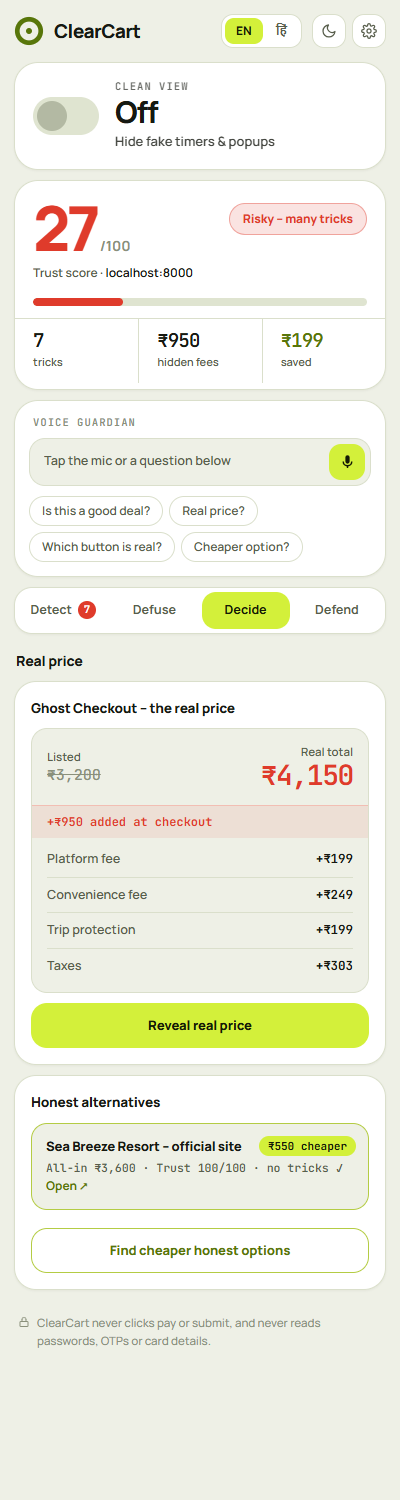 ClearCart
EN
हिं
CLEAN VIEW
Off
Hide fake timers & popups
27/100
Risky – many tricks
Trust score · localhost:8000
7
tricks
₹950
hidden fees
₹199
saved
VOICE GUARDIAN
Tap the mic or a question below
Is this a good deal?
Real price?
Which button is real?
Cheaper option?
Detect 7
Defuse
Decide
Defend
Real price
Ghost Checkout – the real price
Listed
₹3,200
Real total
₹4,150
+₹950 added at checkout
Platform fee +₹199
Convenience fee +₹249
Trip protection +₹199
Taxes +₹303
Reveal real price
Honest alternatives
Sea Breeze Resort – official site
₹550 cheaper
All-in ₹3,600 · Trust 100/100 · no tricks ✓
Open ↗
Find cheaper honest options
ClearCart never clicks pay or submit, and never reads
passwords, OTPs or card details.